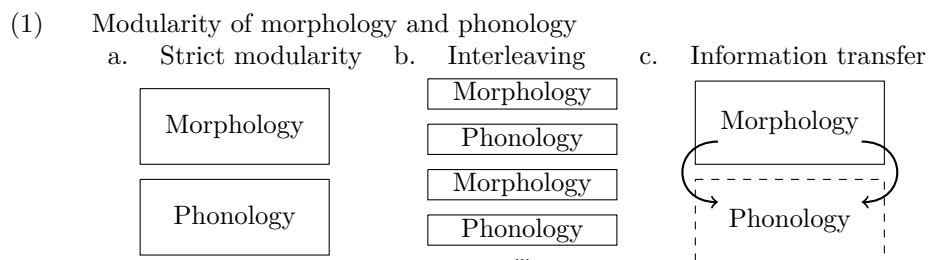 (1) Modularity of morphology and phonology
a. Strict modularity b. Interleaving c. Information transfer
Morphology
Phonology
Morphology
Phonology
Morphology
Phonology
...
Morphology
Phonology